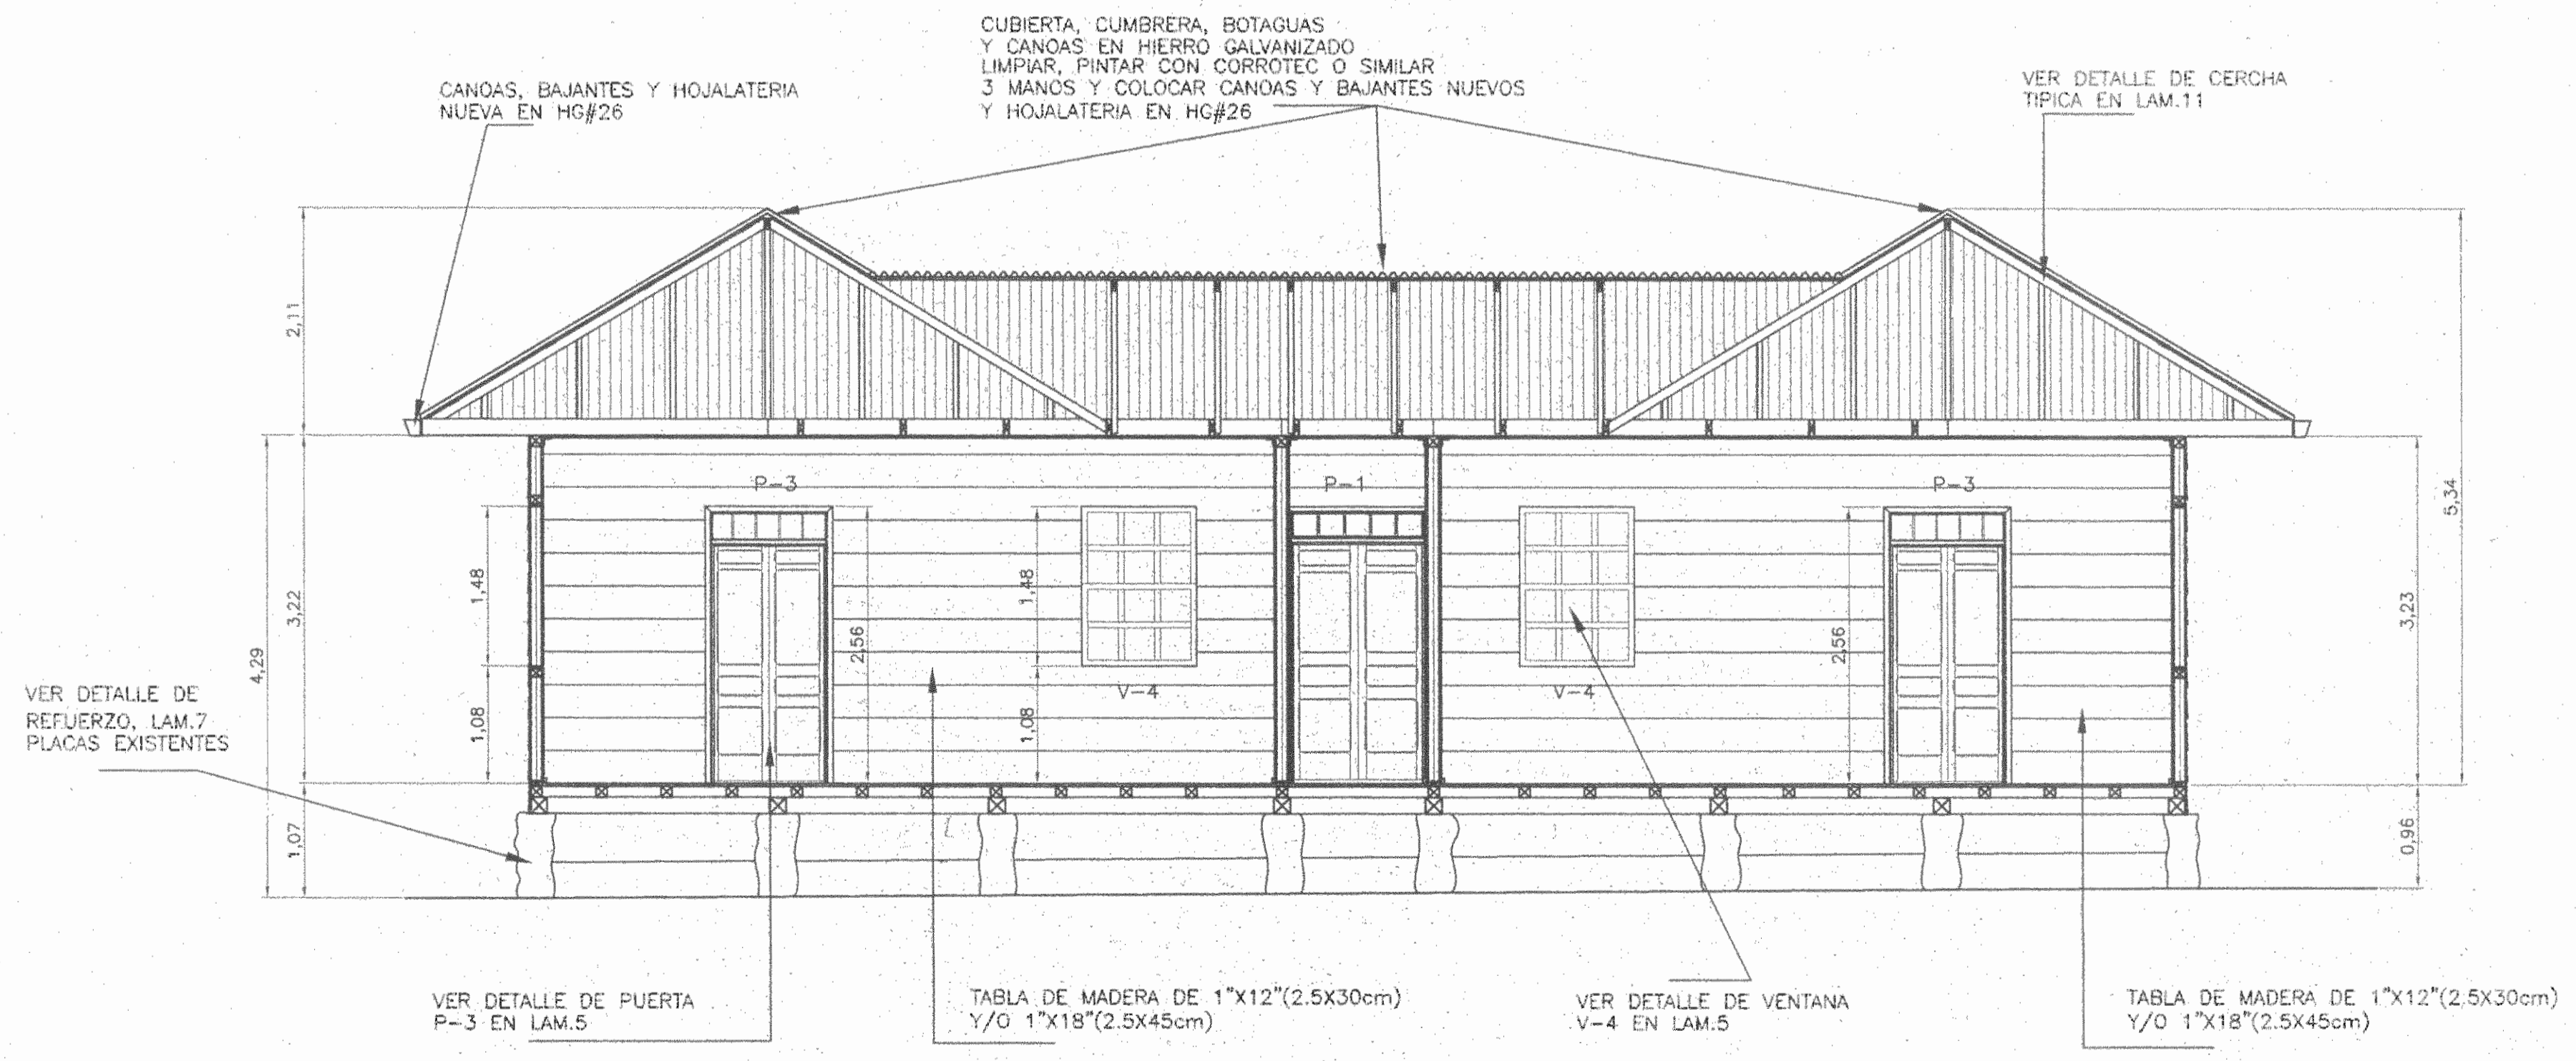 CUBIERTA, CUMBRERA, BOTAGUAS
Y CANOAS EN HIERRO GALVANIZADO
LIMPIAR, PINTAR CON CORROTEC O SIMILAR
3 MANOS Y COLOCAR CANOAS Y BAJANTES NUEVOS
Y HOJALATERIA EN HG#26
CANOAS, BAJANTES Y HOJALATERIA
NUEVA EN HG#26
VER DETALLE DE CERCHA
TIPICA EN LAM.11
2,11
3,22
4,29
1,07
1,48
1,08
P-3
2,56
1,48
1,08
V-4
P-1
V-4
P-3
2,56
3,23
5,34
0,96
VER DETALLE DE
REFUERZO, LAM.7
PLACAS EXISTENTES
VER DETALLE DE PUERTA
P-3 EN LAM.5
TABLA DE MADERA DE 1"X12"(2.5X30cm)
Y/O 1"X18"(2.5X45cm)
VER DETALLE DE VENTANA
V-4 EN LAM.5
TABLA DE MADERA DE 1"X12"(2.5X30cm)
Y/O 1"X18"(2.5X45cm)